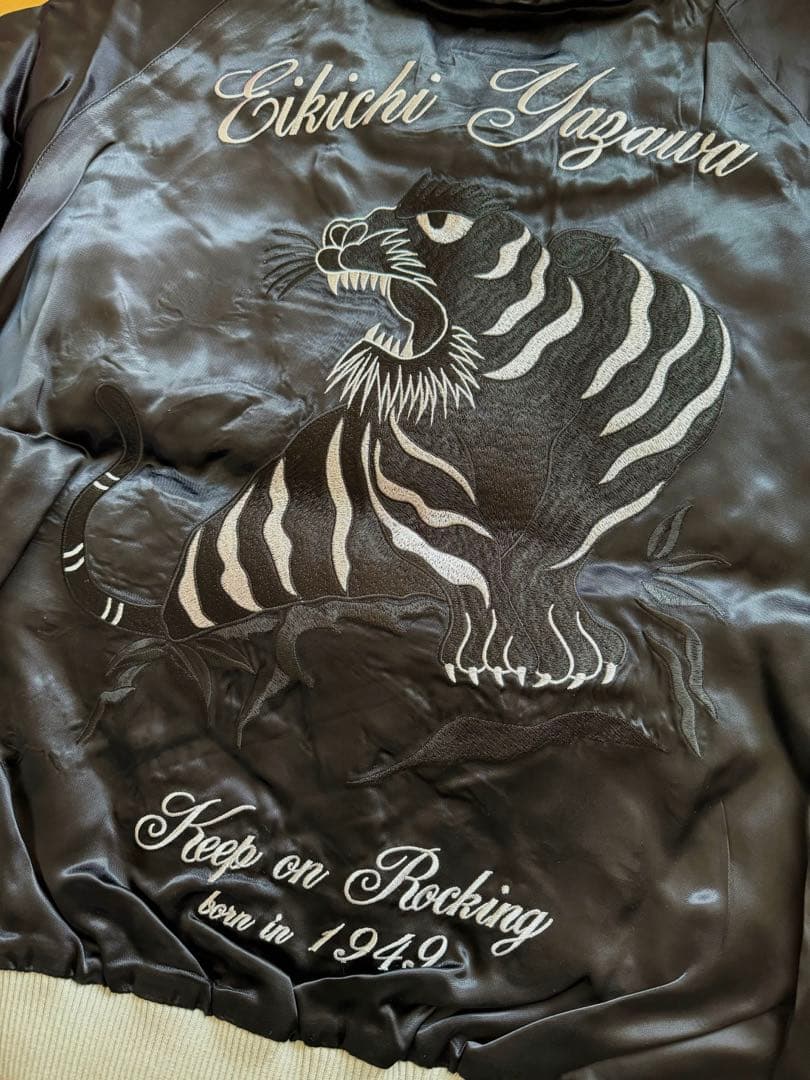 Eikichi Yazawa
Keep on Rocking
born in 1949